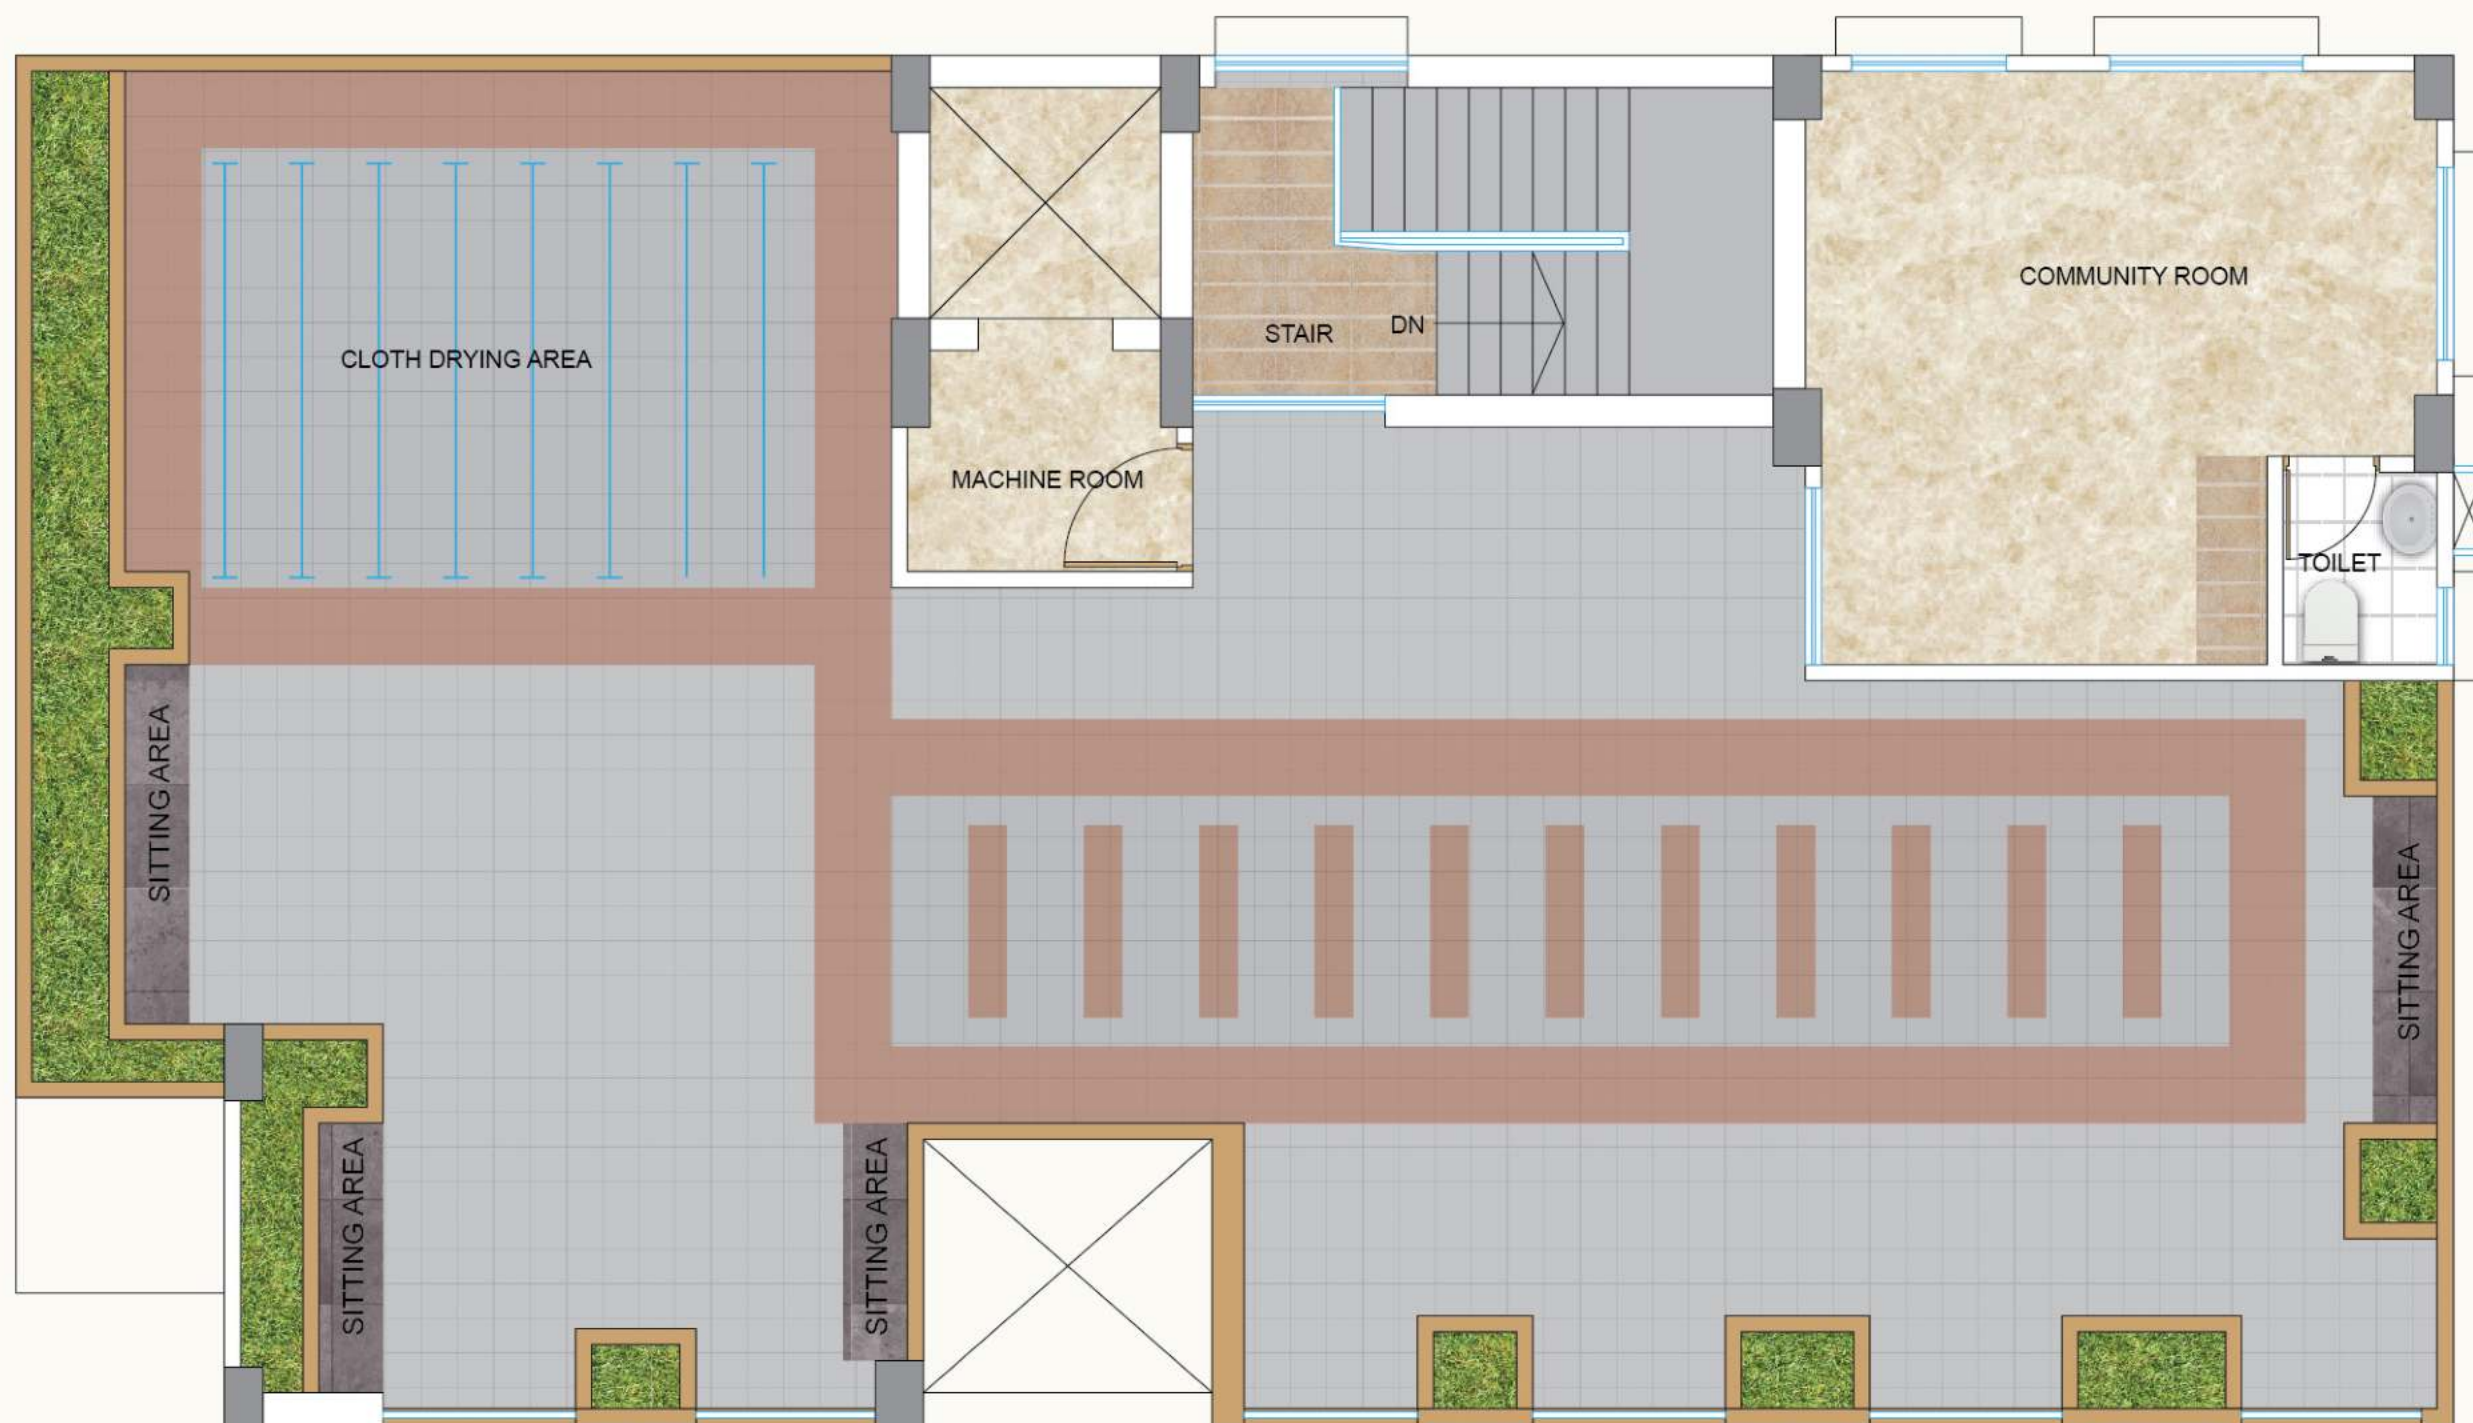 COMMUNITY ROOM
STAIR
DN
CLOTH DRYING AREA
MACHINE ROOM
TOILET
SITTING AREA
SITTING AREA
SITTING AREA
SITTING AREA